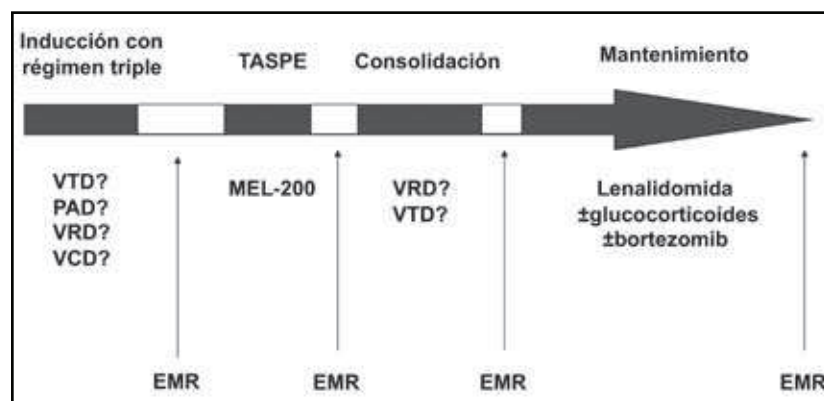 Inducción con
régimen triple
TASPE
Consolidación
Mantenimiento
VTD?
PAD?
VRD?
VCD?
MEL-200
VRD?
VTD?
Lenalidomida
±glucocorticoides
±bortezomib
EMR
EMR
EMR
EMR